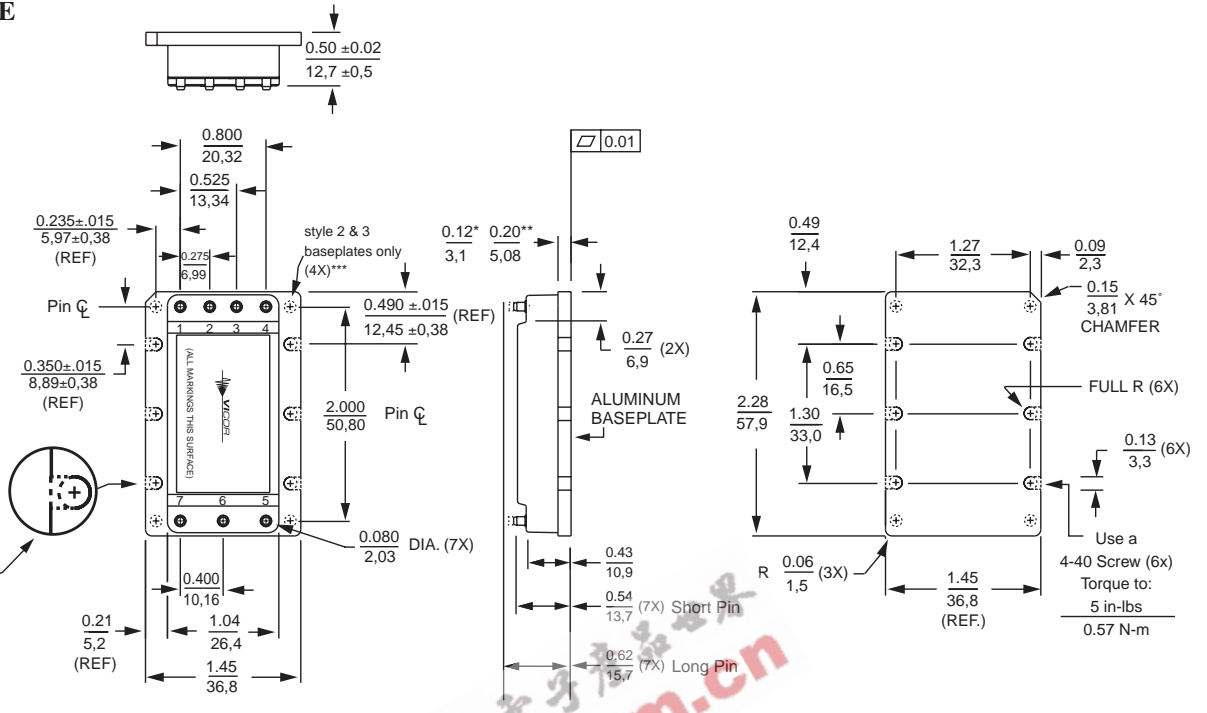 E
0.50 ±0.02
12,7 ±0,5
0.800
20,32
0.525
13,34
0.235±.015
5,97±0,38
(REF)
0.275
6,99
style 2 & 3
baseplates only
(4X)***
Pin ℄
0.490 ±.015
12,45 ±0,38
(REF)
1 2 3 4
0.350±.015
8,89±0,38
(REF)
(ALL MARKINGS THIS SURFACE)
VICOR
2.000
50,80
Pin ℄
7 6 5
0.080
2,03
DIA. (7X)
0.400
10,16
0.21
5,2
(REF)
1.04
26,4
1.45
36,8
0.01
0.12*
3,1
0.20**
5,08
0.27
6,9
(2X)
ALUMINUM
BASEPLATE
0.43
10,9
0.54
13,7
(7X) Short Pin
0.62
15,7
(7X) Long Pin
0.49
12,4
1.27
32,3
0.09
2,3
0.15
3,81
X 45°
CHAMFER
0.65
16,5
FULL R (6X)
2.28
57,9
1.30
33,0
0.13
3,3
(6X)
Use a
4-40 Screw (6x)
Torque to:
5 in-lbs
0.57 N-m
R 0.06
1,5
(3X)
1.45
36,8
(REF.)
子产品世界
m.cn